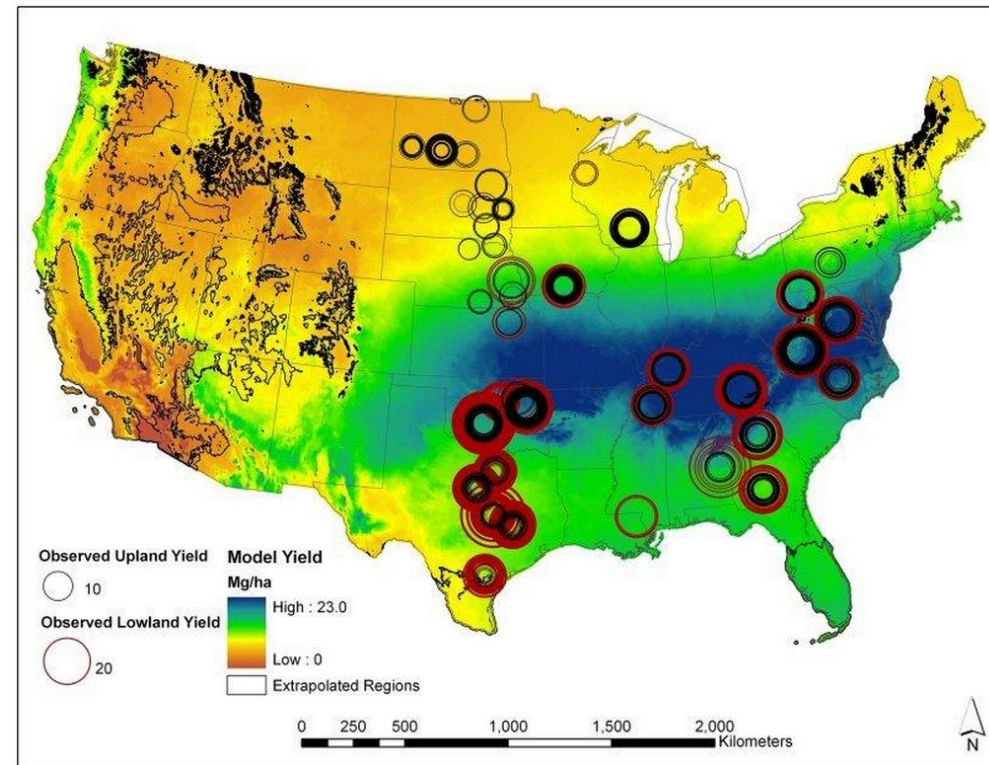 Observed Upland Yield
10
Observed Lowland Yield
20
Model Yield
Mg/ha
High : 23.0
Low : 0
Extrapolated Regions
0 250 500 1,000 1,500 2,000
Kilometers
N